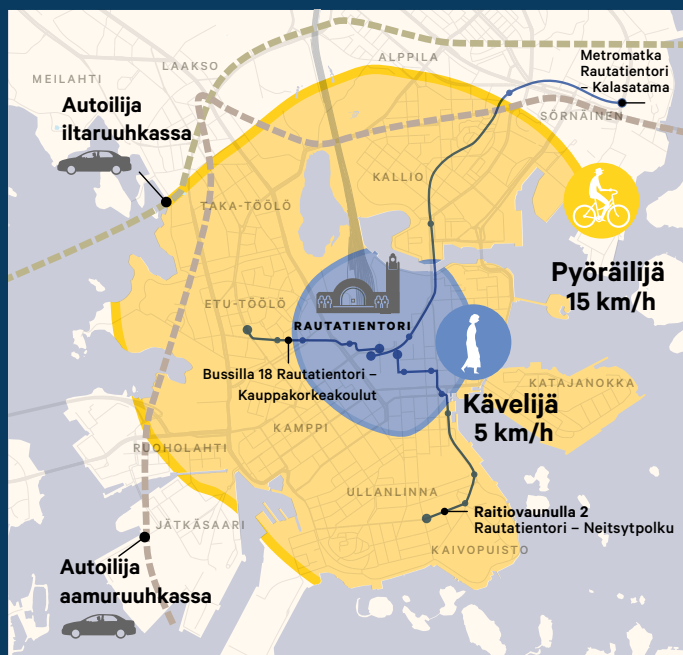 MEILAHTI
LAAKSO
ALPPILA
Metromatka
Rautatientori
– Kalasatama
SÖRNÄINEN
Autoilija
iltaruuhkassa
KALLIO
TAKA-TÖÖLÖ
Pyöräilijä
15 km/h
ETU-TÖÖLÖ
RAUTATIENTORI
Bussilla 18 Rautatientori –
Kauppakorkeakoulut
KATAJANOKKA
Kävelijä
5 km/h
KAMPPI
RUOHOLAHTI
ULLANLINNA
Raitiovaunulla 2
Rautatientori – Neitsytpolku
JÄTKÄSAARI
KAIVOPUISTO
Autoilija
aamuruuhkassa